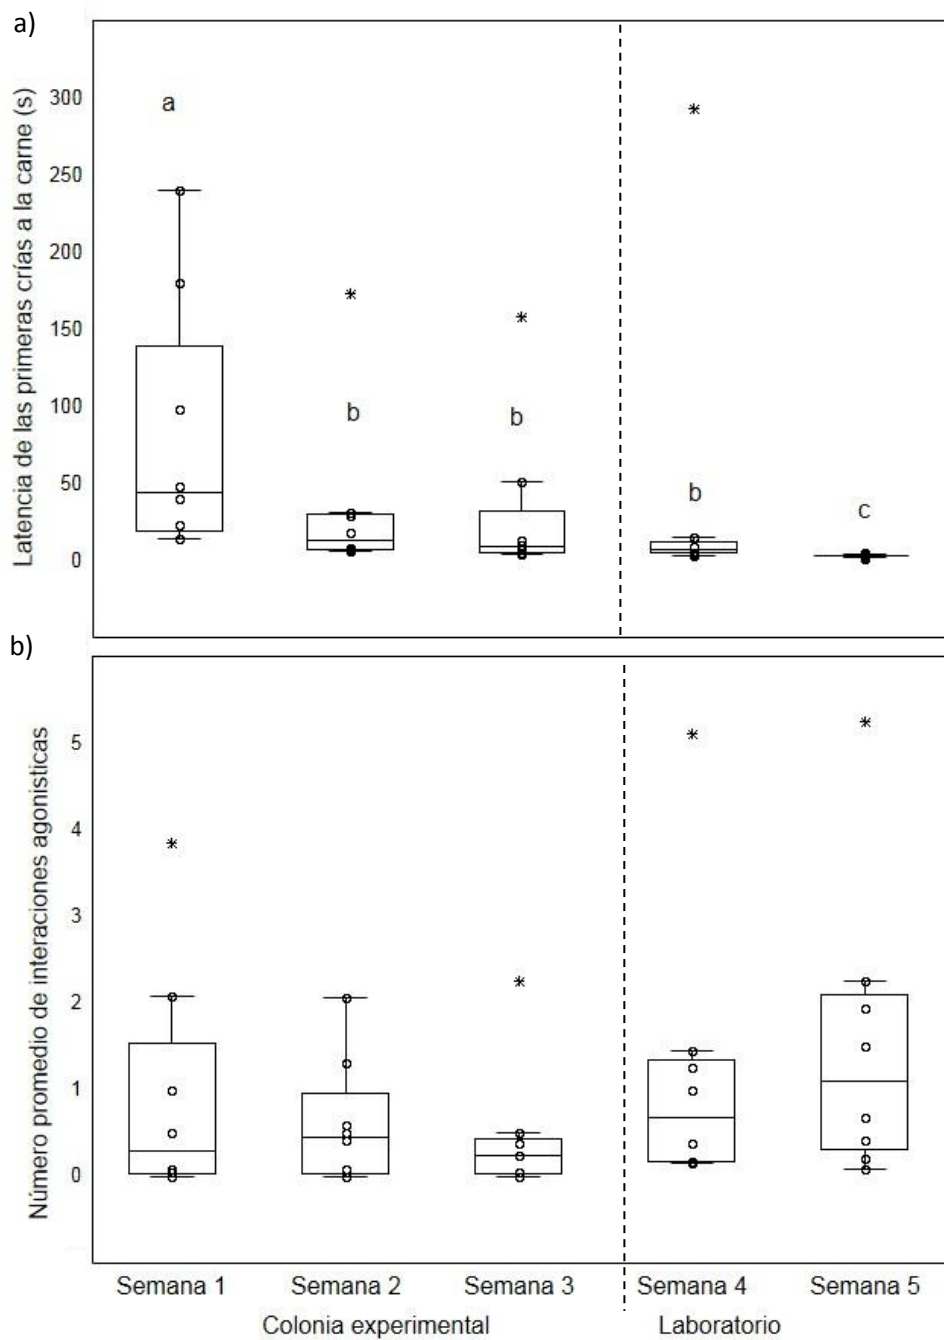 a)
Latencia de las primeras crías a la carne (s)
300
250
200
150
100
50
0
a
b
b
b
c
b)
Número promedio de interaciones agonísticas
5
4
3
2
1
0
Semana 1 Semana 2 Semana 3 Semana 4 Semana 5
Colonia experimental Laboratorio